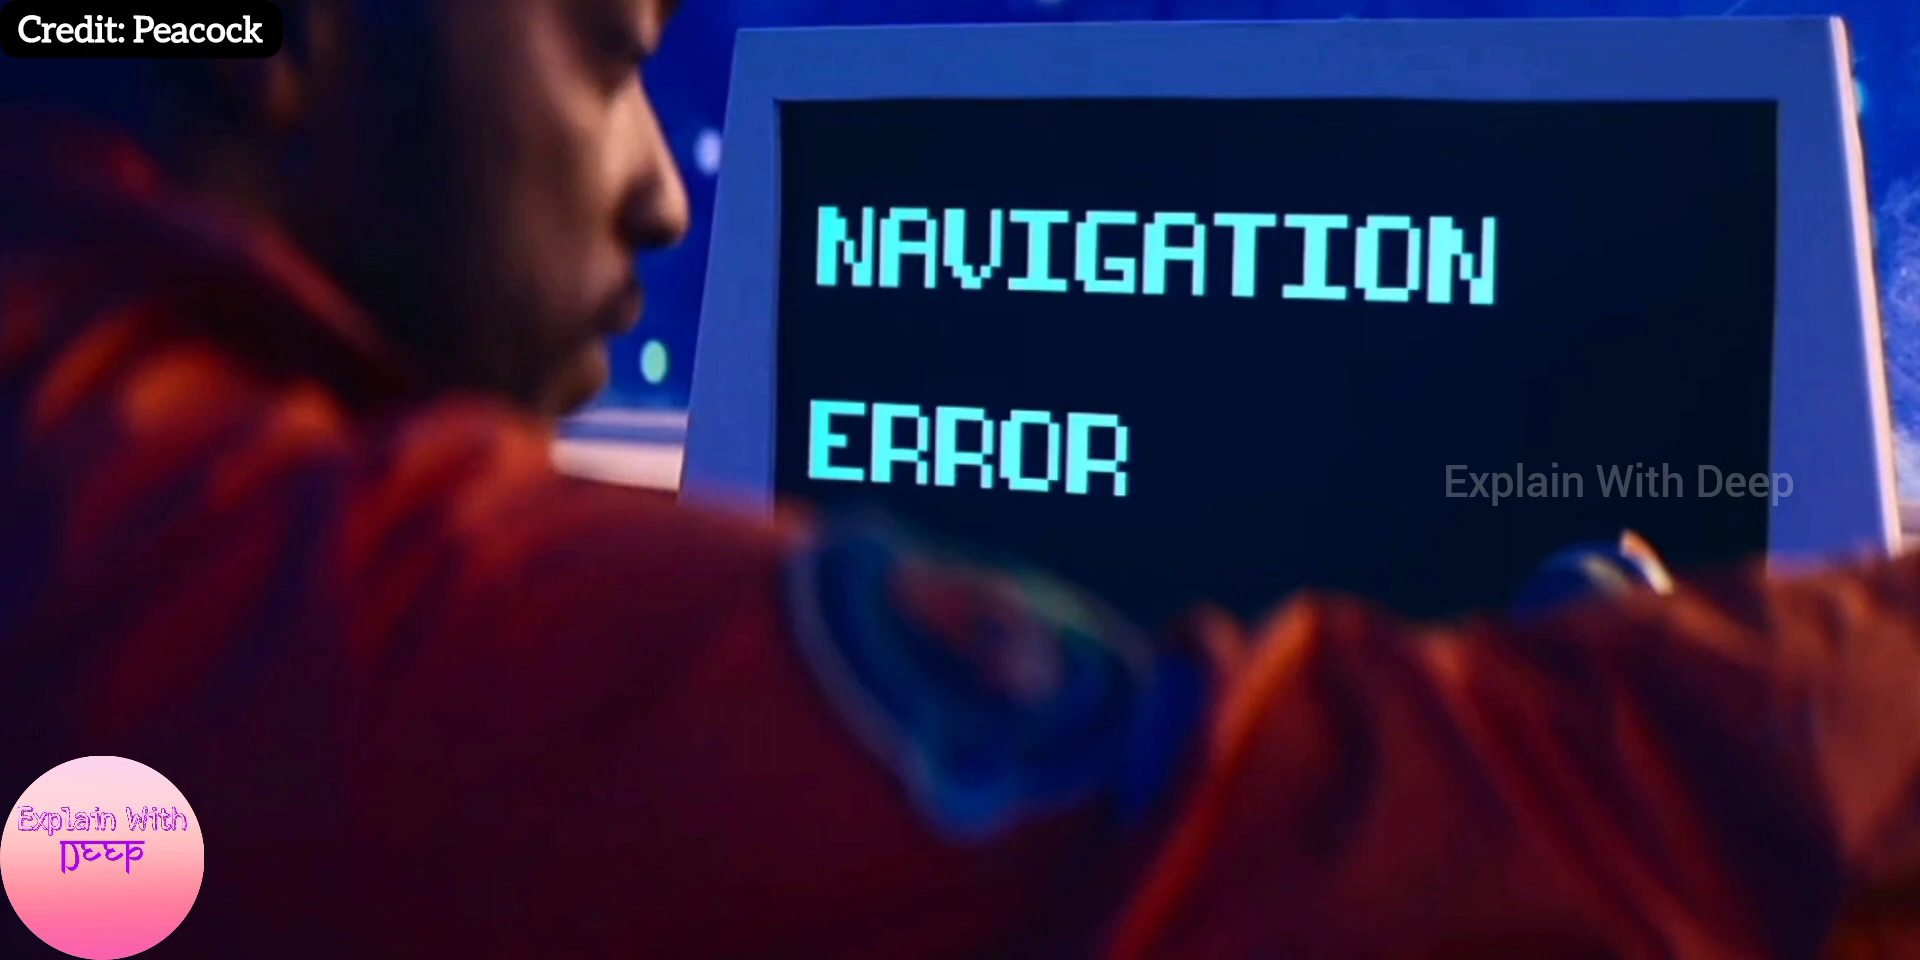 Credit: Peacock
NAVIGATION
ERROR
Explain With Deep
Explain With
DEEP